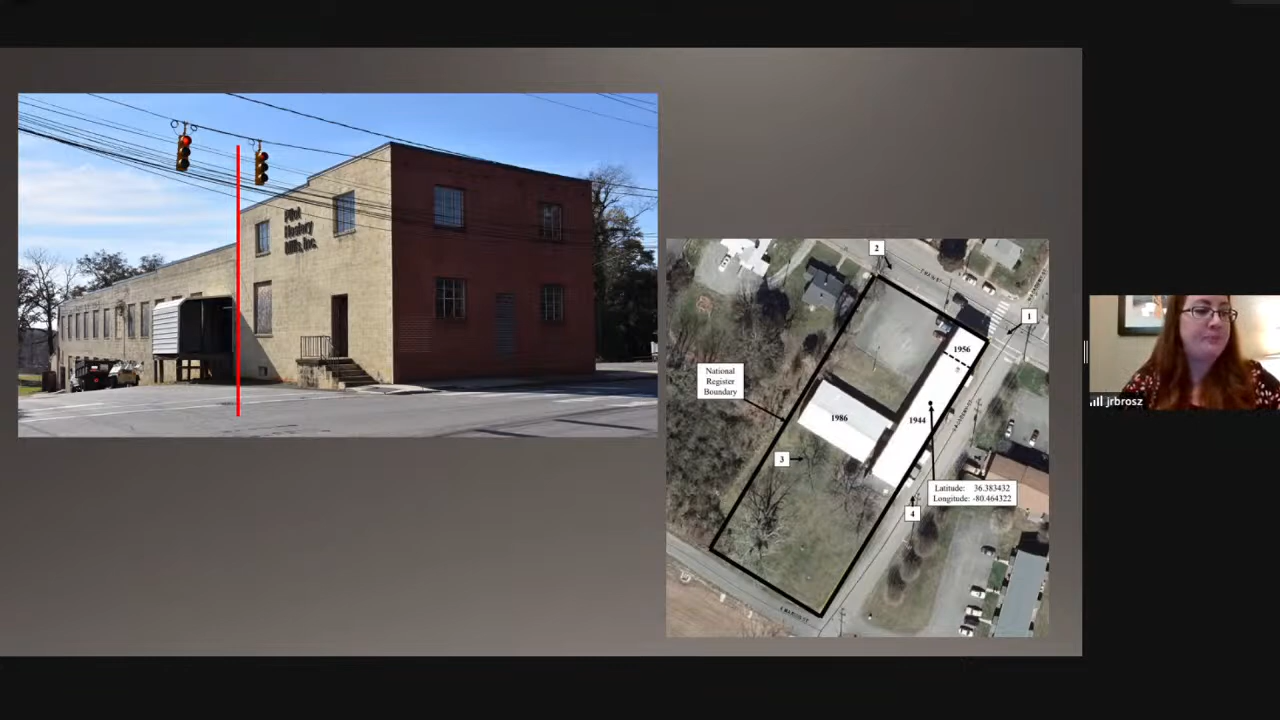 Pilot
Hosiery
Mills, Inc.
2
1
1956
National
Register
Boundary
1986
1944
3
Latitude: 36.383432
Longitude: -80.464322
4
jrbrosz